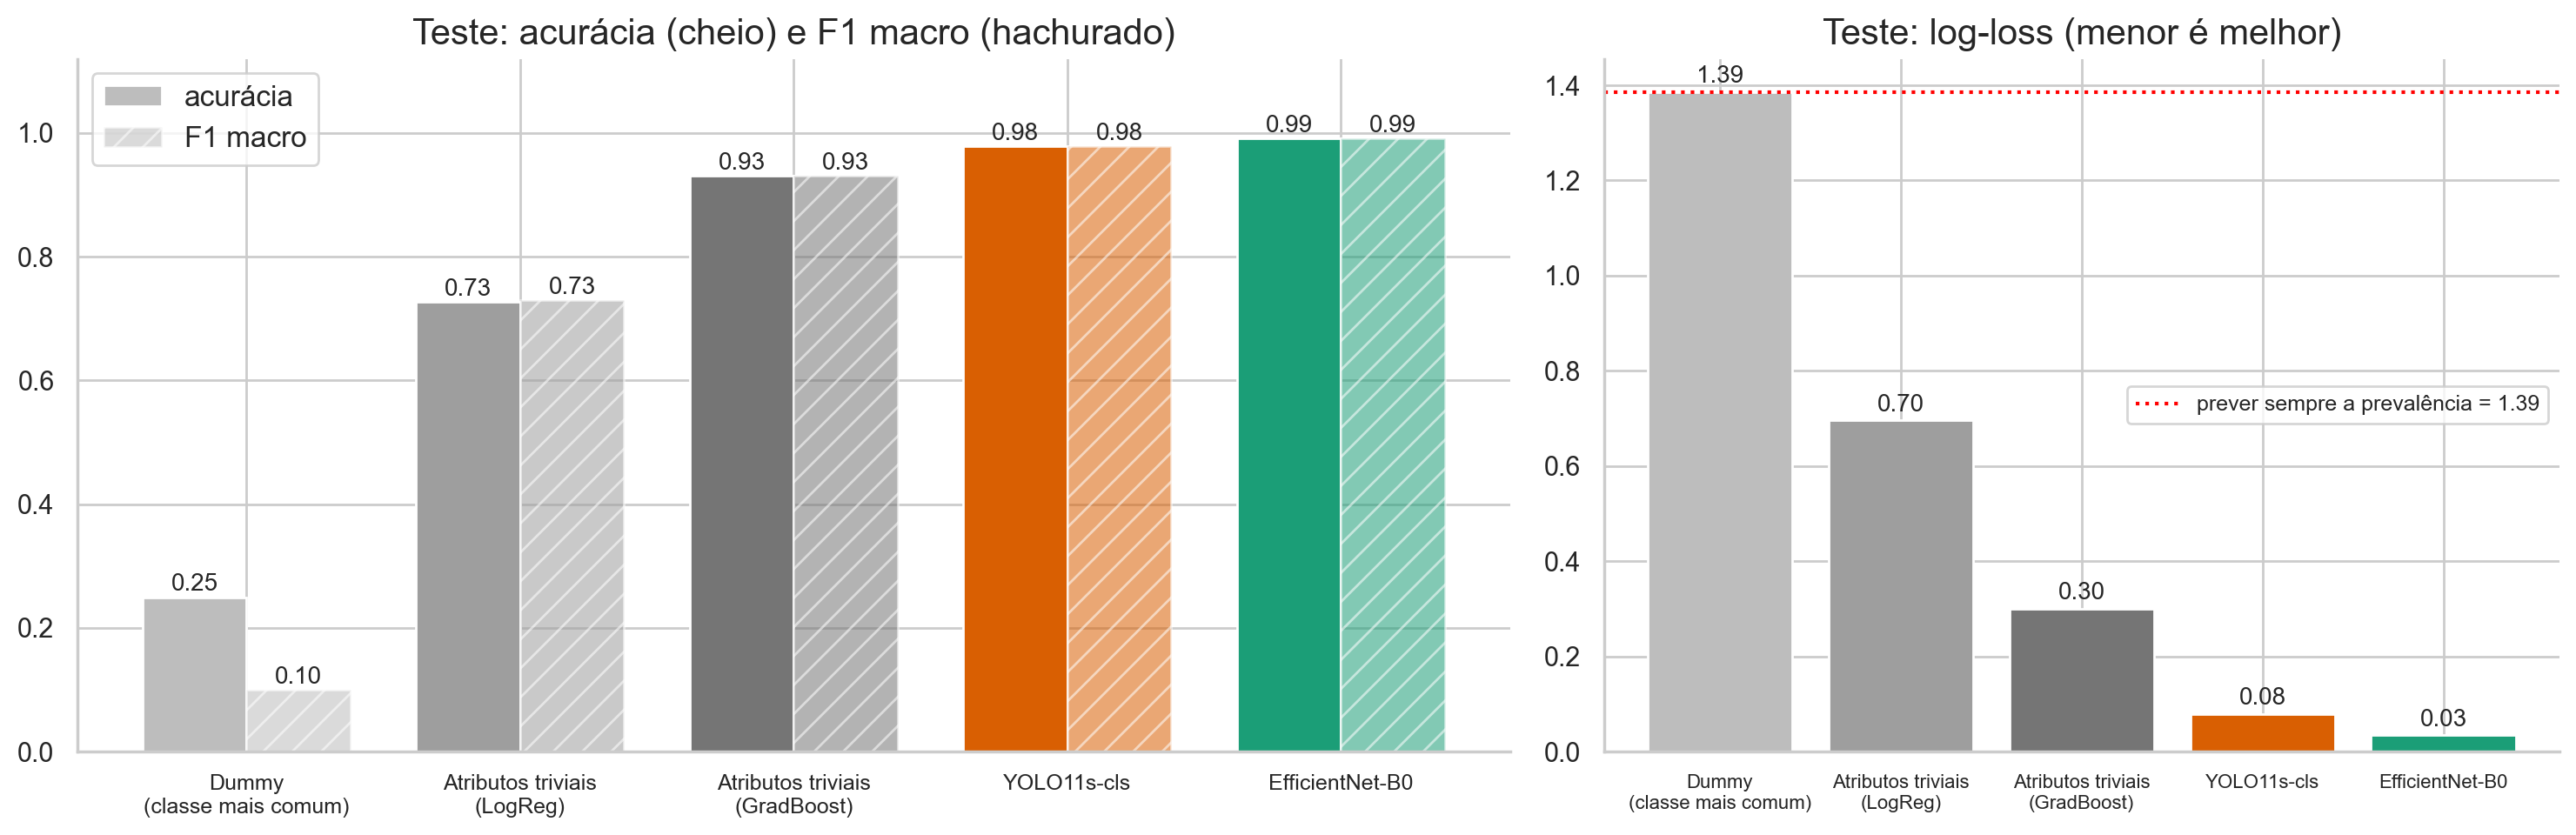 Teste: acurácia (cheio) e F1 macro (hachurado)
acurácia
F1 macro
1.0
0.8
0.6
0.4
0.2
0.0
0.25
0.10
0.73
0.73
0.93
0.93
0.98
0.98
0.99
0.99
Dummy
(classe mais comum)
Atributos triviais
(LogReg)
Atributos triviais
(GradBoost)
YOLO11s-cls
EfficientNet-B0
Teste: log-loss (menor é melhor)
1.4
1.2
1.0
0.8
0.6
0.4
0.2
0.0
1.39
0.70
0.30
0.08
0.03
prever sempre a prevalência = 1.39
Dummy
(classe mais comum)
Atributos triviais
(LogReg)
Atributos triviais
(GradBoost)
YOLO11s-cls
EfficientNet-B0